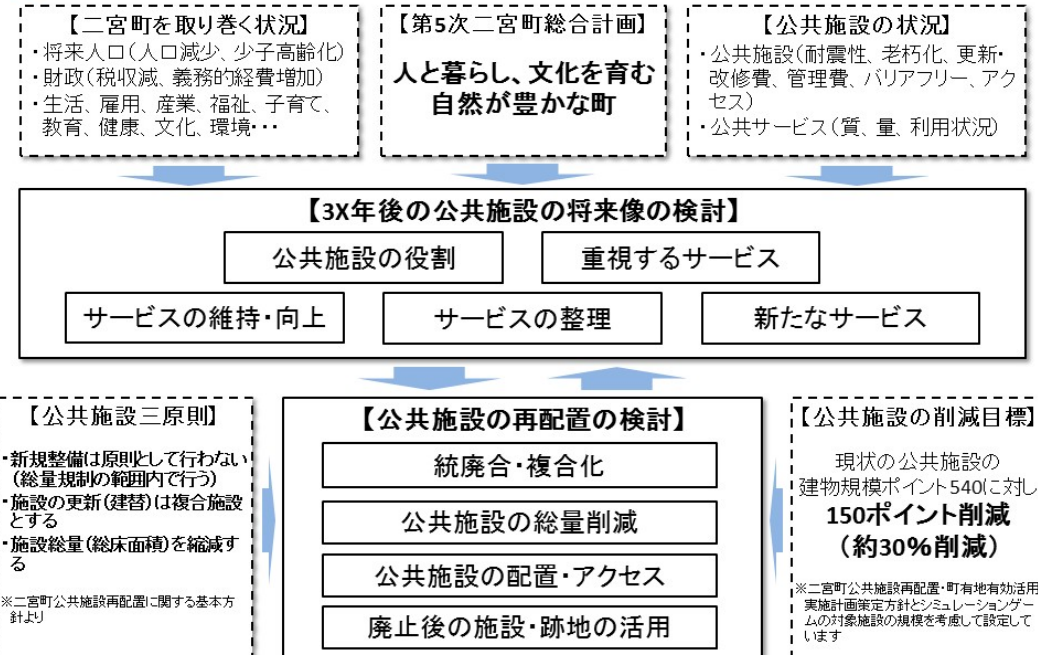 【二宮町を取り巻く状況】
・将来人口(人口減少、少子高齢化)
・財政(税収減、義務的経費増加)
・生活、雇用、産業、福祉、子育て、
教育、健康、文化、環境・・・
【第5次二宮町総合計画】
人と暮らし、文化を育む
自然が豊かな町
【公共施設の状況】
・公共施設(耐震性、老朽化、更新・
改修費、管理費、バリアフリー、アク
セス)
・公共サービス(質、量、利用状況)
【3X年後の公共施設の将来像の検討】
公共施設の役割
重視するサービス
サービスの維持・向上
サービスの整理
新たなサービス
【公共施設三原則】
・新規整備は原則として行わない
(総量規制の範囲内で行う)
・施設の更新(建替)は複合施設
とする
・施設総量(総床面積)を縮減す
る
※二宮町公共施設再配置に関する基本方
針より
【公共施設の再配置の検討】
統廃合・複合化
公共施設の総量削減
公共施設の配置・アクセス
廃止後の施設・跡地の活用
【公共施設の削減目標】
現状の公共施設の
建物規模ポイント540に対し
150ポイント削減
(約30%削減)
※二宮町公共施設再配置・町有地有効活用
実施計画策定方針とシミュレーションゲー
ムの対象施設の規模を考慮して設定して
います